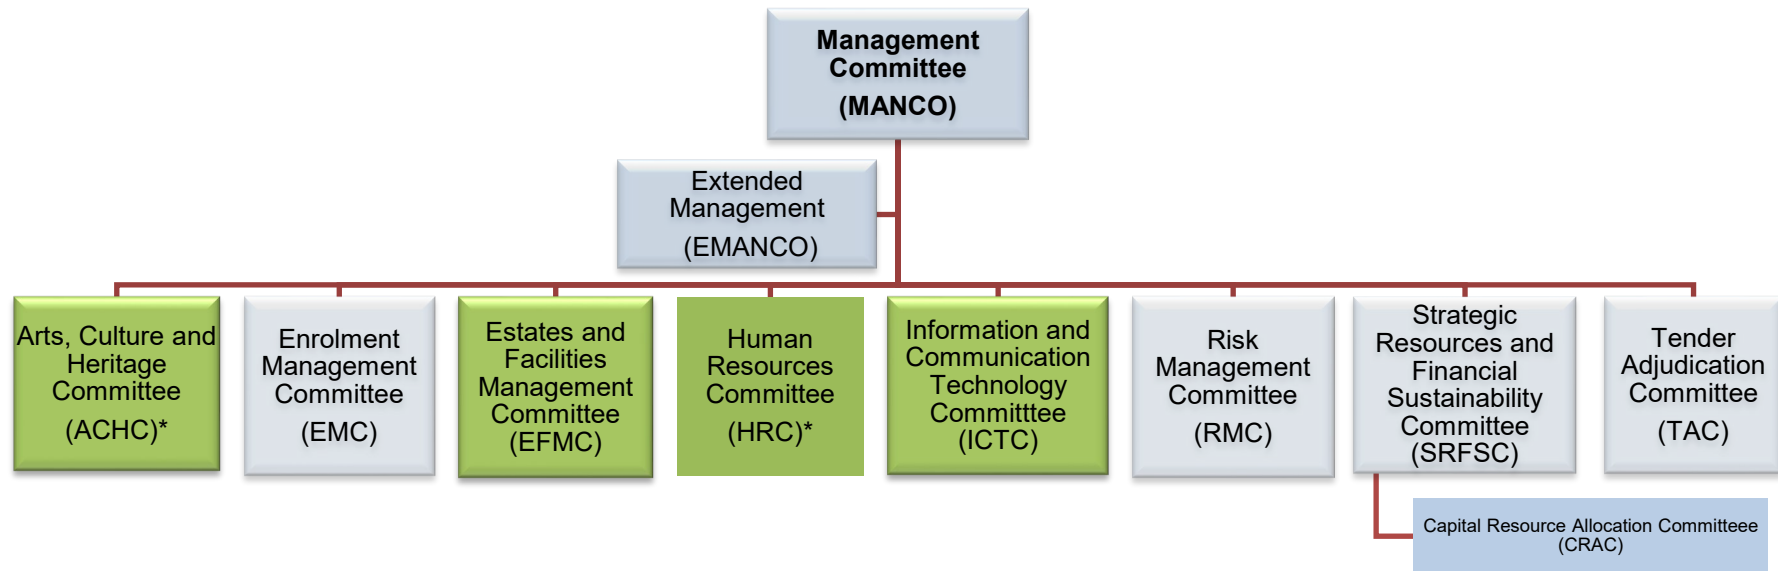 Management
Committee
(MANCO)
Extended
Management
(EMANCO)
Arts, Culture and
Heritage
Committee
(ACHC)*
Enrolment
Management
Committee
(EMC)
Estates and
Facilities
Management
Committee
(EFMC)
Human
Resources
Committee
(HRC)*
Information and
Communication
Technology
Committtee
(ICTC)
Risk
Management
Committee
(RMC)
Strategic
Resources and
Financial
Sustainability
Committee
(SRFSC)
Tender
Adjudication
Committee
(TAC)
Capital Resource Allocation Committeee
(CRAC)